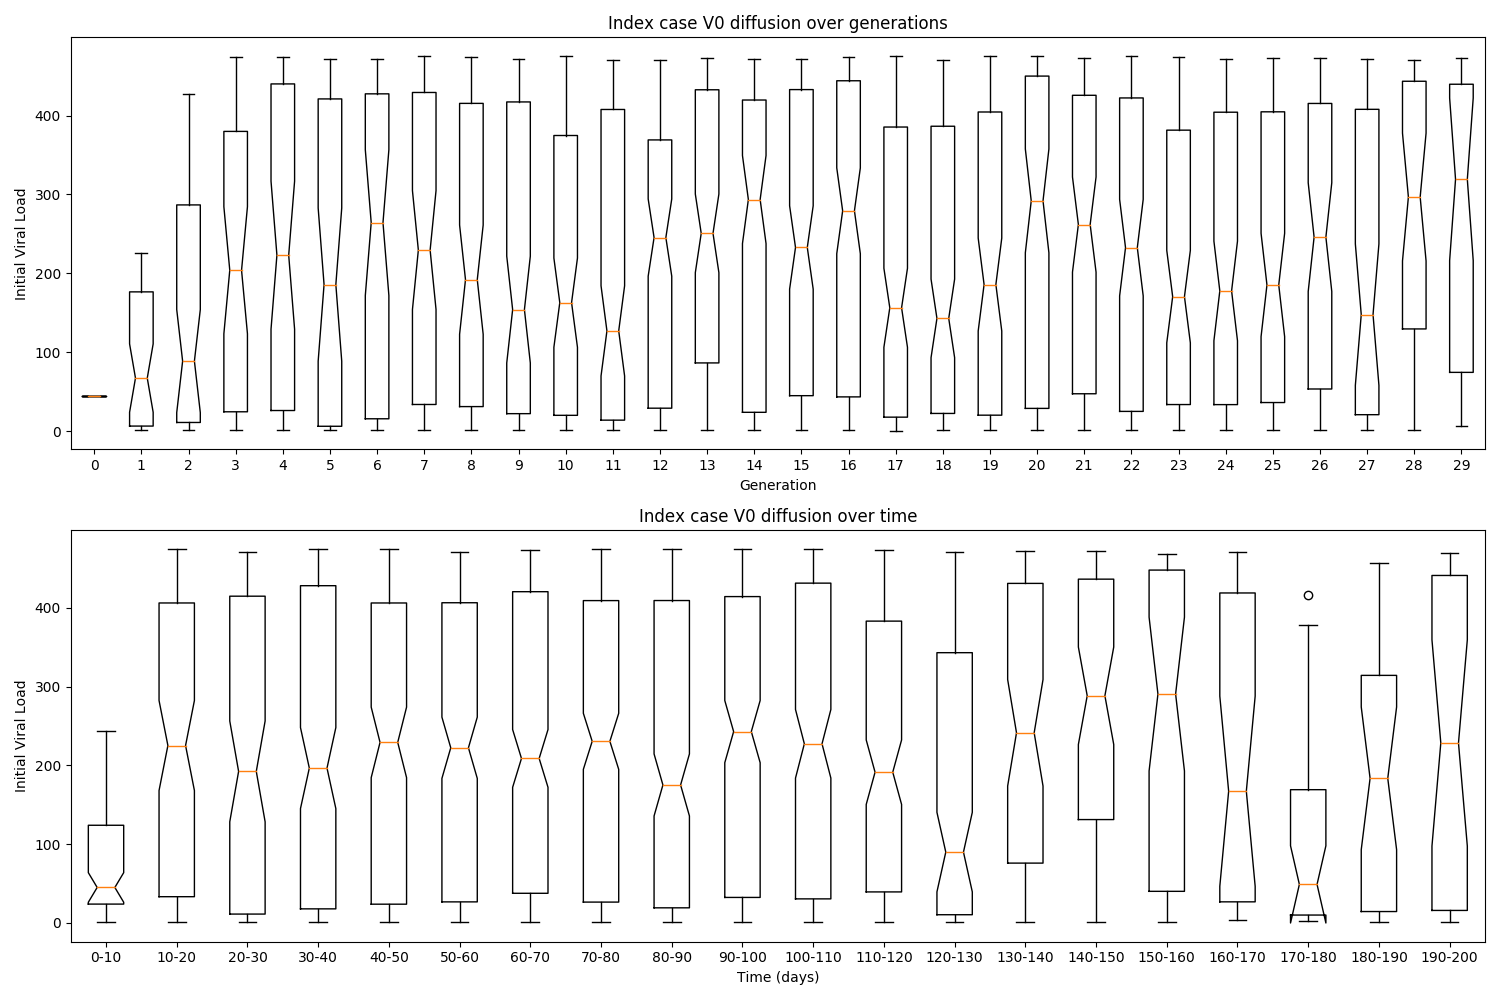 Index case V0 diffusion over generations
Initial Viral Load
400
300
200
100
0
0 1 2 3 4 5 6 7 8 9 10 11 12 13 14 15 16 17 18 19 20 21 22 23 24 25 26 27 28 29
Generation
Index case V0 diffusion over time
Initial Viral Load
400
300
200
100
0
0-10 10-20 20-30 30-40 40-50 50-60 60-70 70-80 80-90 90-100 100-110 110-120 120-130 130-140 140-150 150-160 160-170 170-180 180-190 190-200
Time (days)